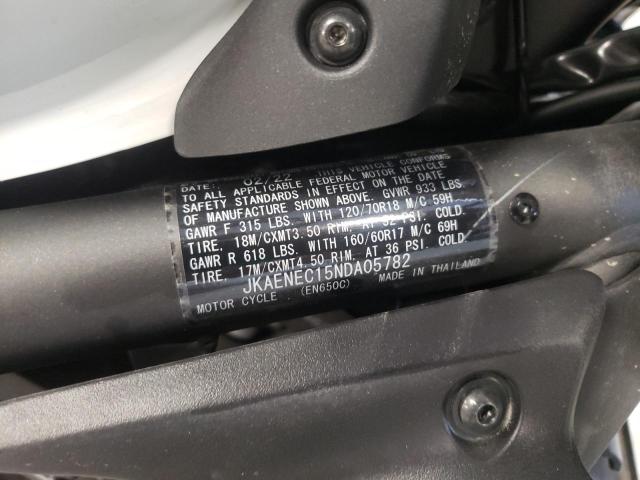 DATE: 02/22 THIS VEHICLE CONFORMS
TO ALL APPLICABLE FEDERAL MOTOR VEHICLE
SAFETY STANDARDS IN EFFECT ON THE DATE
OF MANUFACTURE SHOWN ABOVE. GVWR 933 LBS
GAWR F 315 LBS. WITH 120/70R18 M/C 59H
TIRE, 18M/CXMT3.50 RIM. AT 32 PSI. COLD.
GAWR R 618 LBS. WITH 160/60R17 M/C 69H
TIRE, 17M/CXMT4.50 RIM. AT 36 PSI. COLD.
JKAENEC15NDA05782
MOTOR CYCLE (EN650C) MADE IN THAILAND